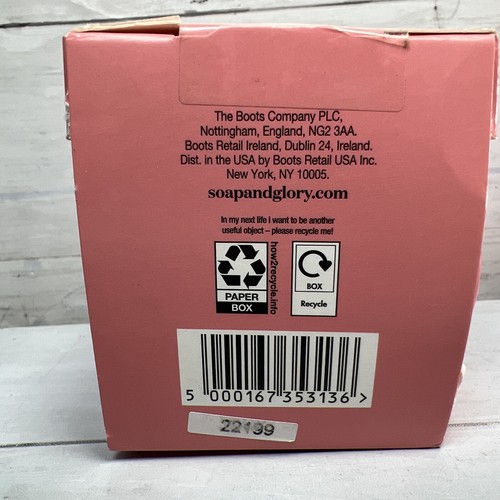 The Boots Company PLC,
Nottingham, England, NG2 3AA.
Boots Retail Ireland, Dublin 24, Ireland.
Dist. in the USA by Boots Retail USA Inc.
New York, NY 10005.
soapandglory.com
In my next life I want to be another
useful object – please recycle me!
how2recycle.info
PAPER
BOX
BOX
Recycle
5 000167 353136 >